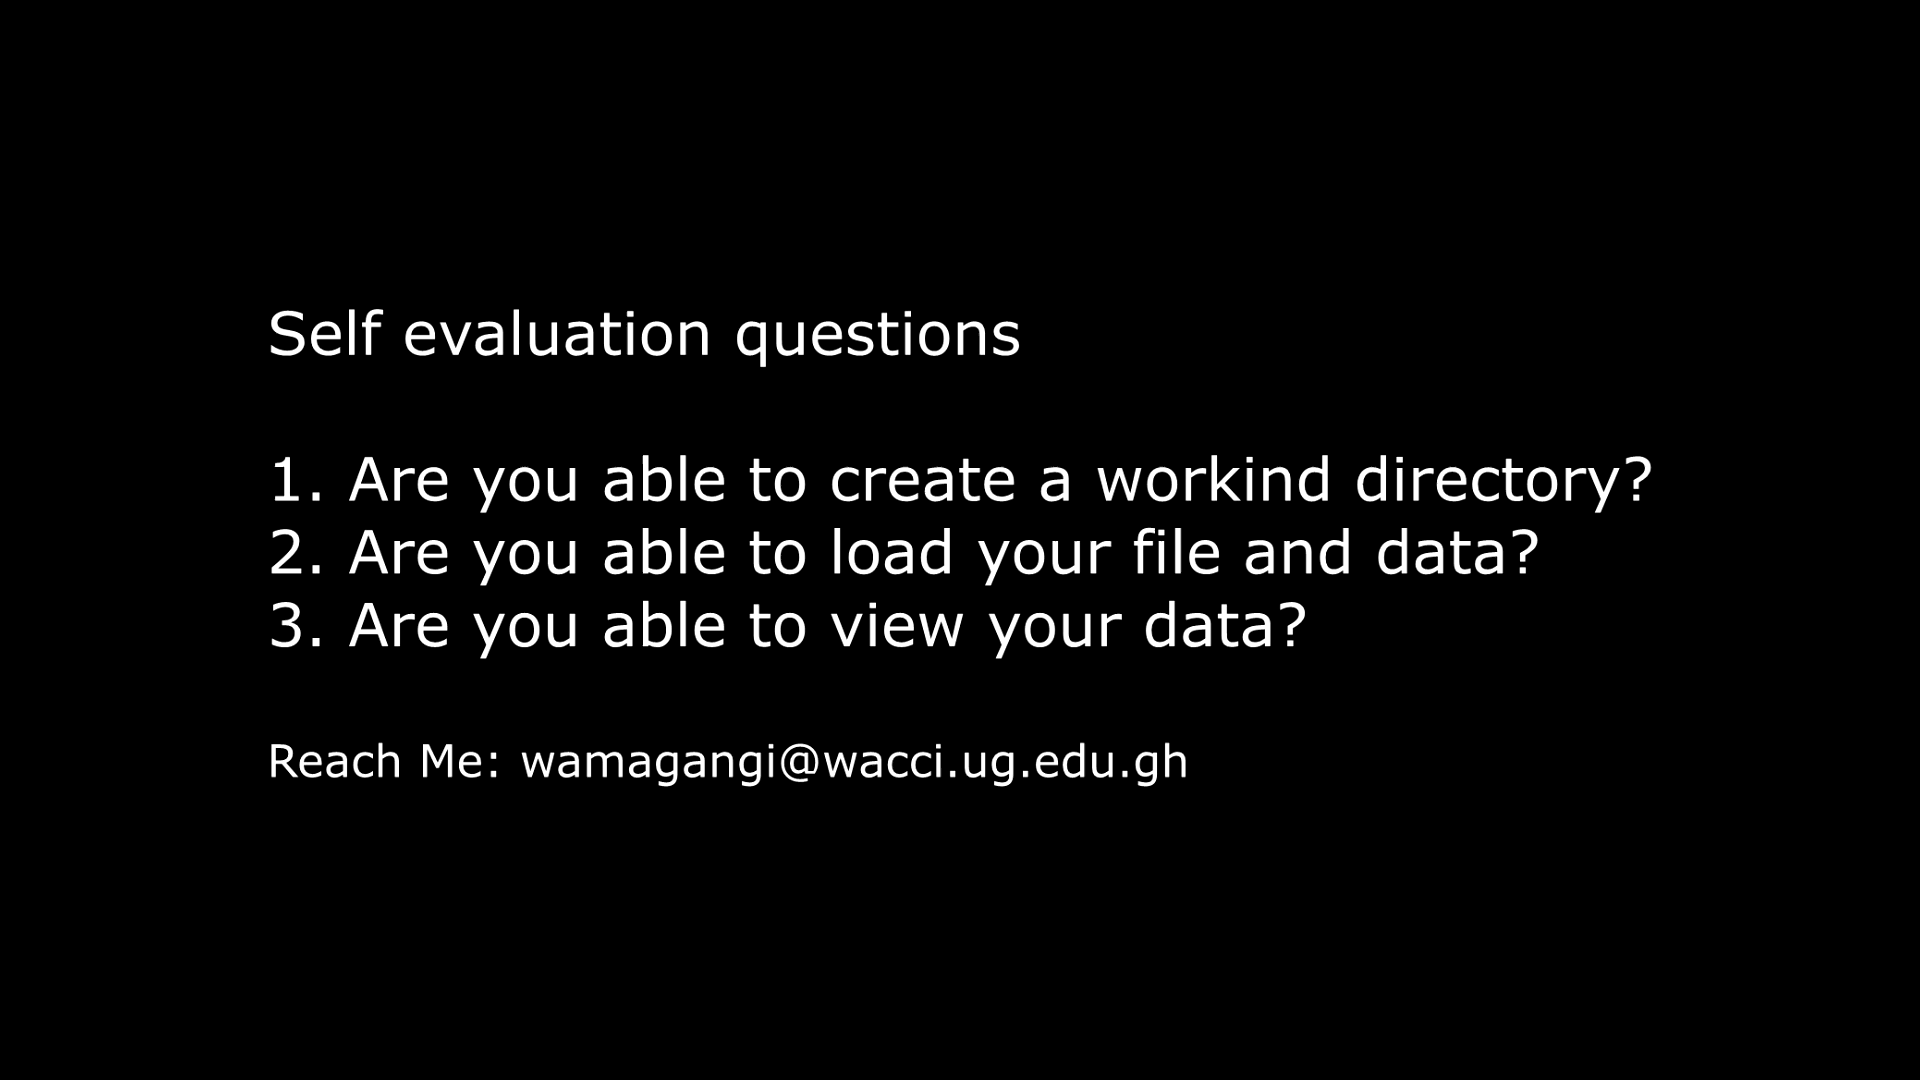 Self evaluation questions
1. Are you able to create a workind directory?
2. Are you able to load your file and data?
3. Are you able to view your data?
Reach Me: wamagangi@wacci.ug.edu.gh